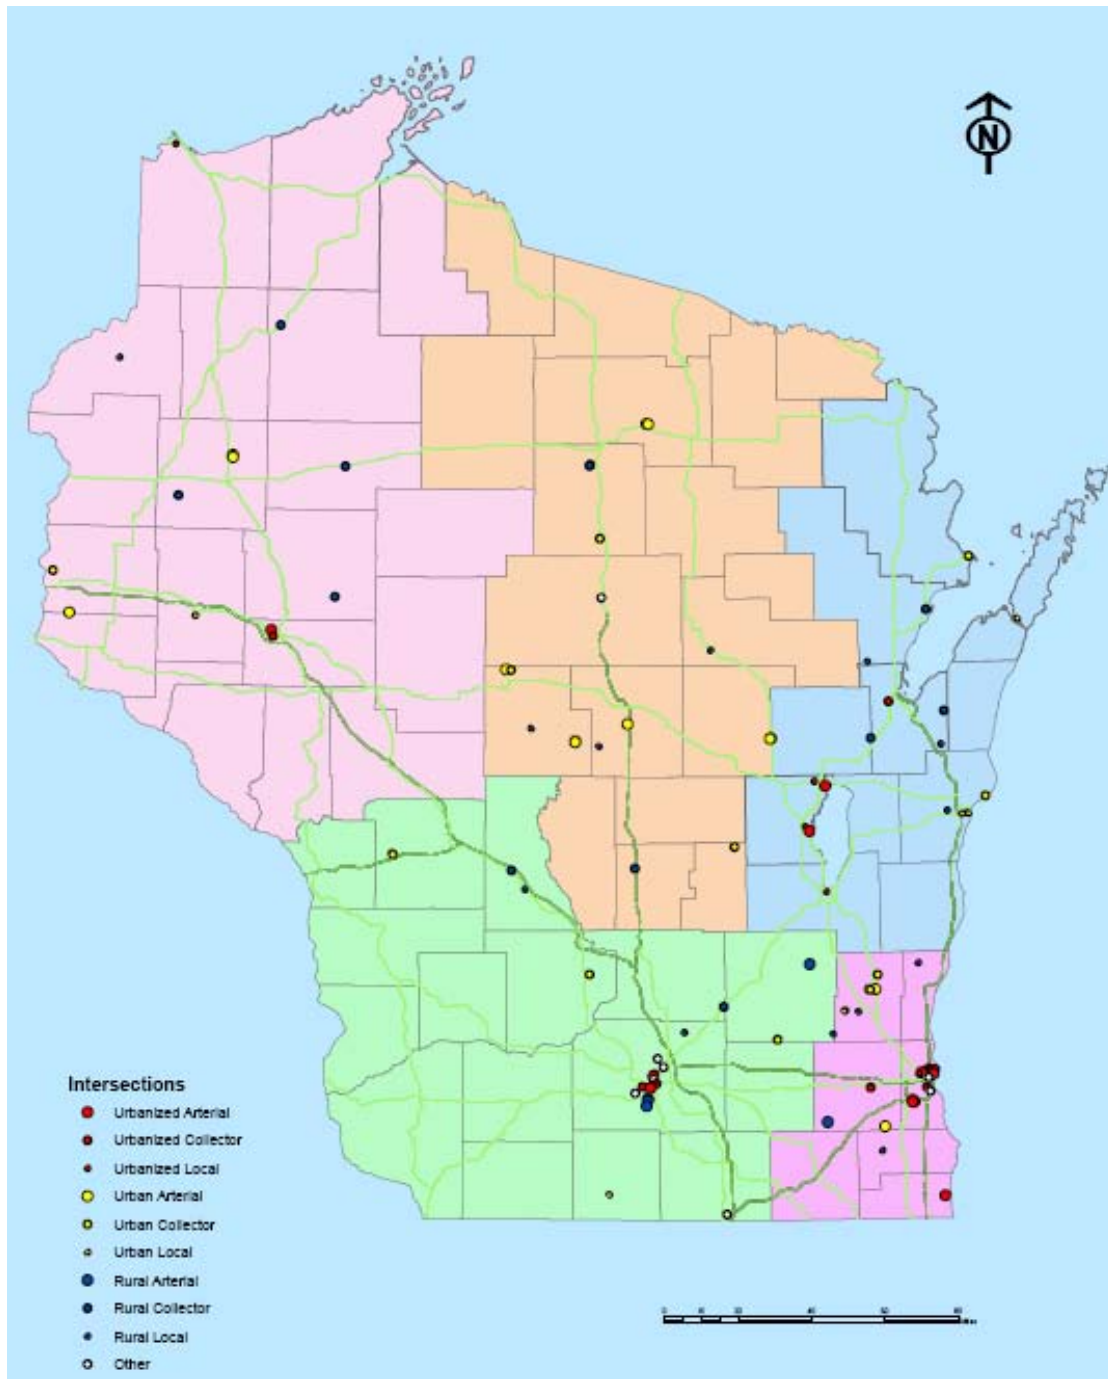 N
Intersections
Urbanized Arterial
Urbanized Collector
Urbanized Local
Urban Arterial
Urban Collector
Urban Local
Rural Arterial
Rural Collector
Rural Local
Other